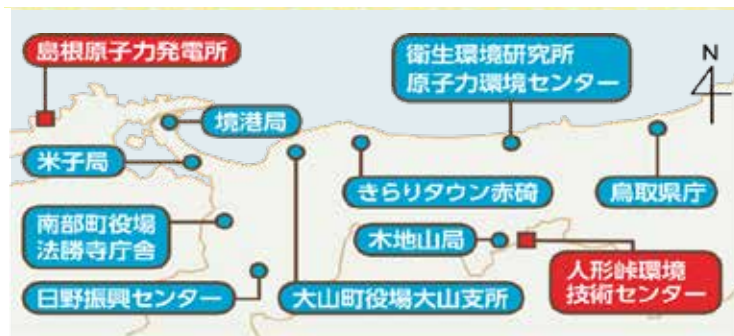 島根原子力発電所
衛生環境研究所
原子力環境センター
N
境港局
米子局
きらりタウン赤碕
鳥取県庁
南部町役場
法勝寺庁舎
木地山局
人形峠環境
技術センター
日野振興センター
大山町役場大山支所